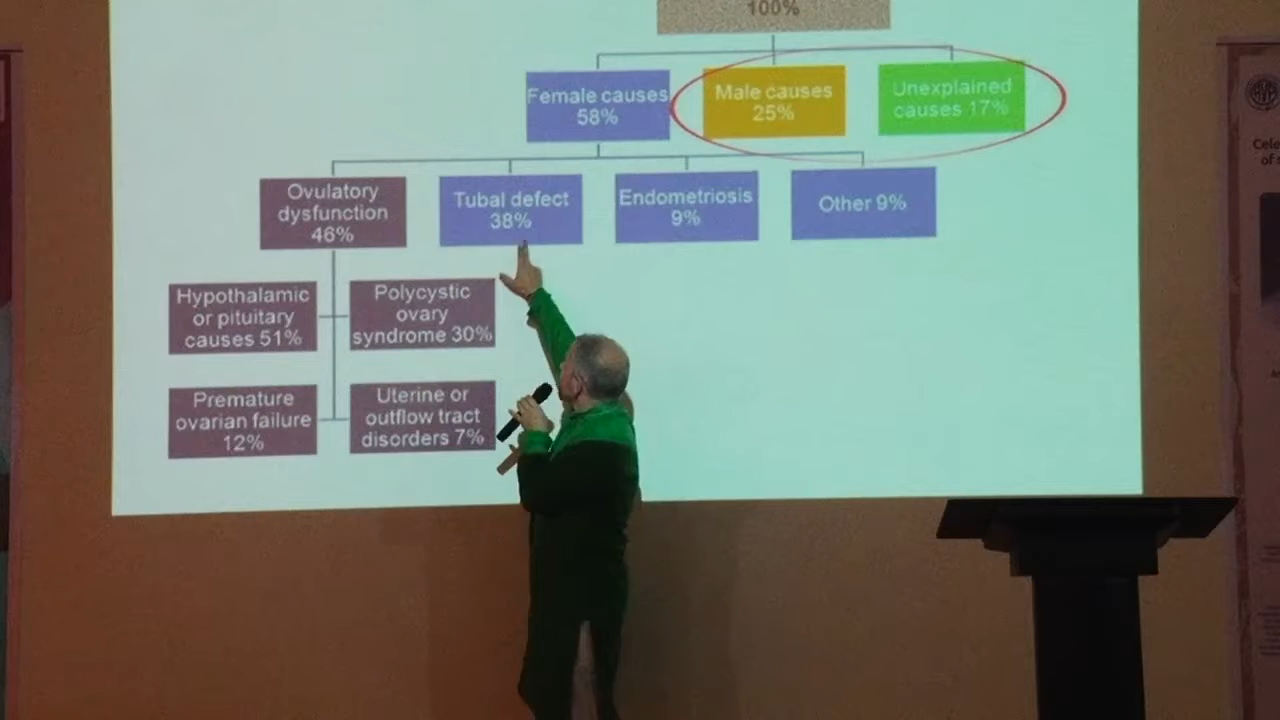 100%
Female causes
58%
Male causes
25%
Unexplained
causes 17%
Ovulatory
dysfunction
46%
Tubal defect
38%
Endometriosis
9%
Other 9%
Hypothalamic
or pituitary
causes 51%
Polycystic
ovary
syndrome 30%
Premature
ovarian failure
12%
Uterine or
outflow tract
disorders 7%
Cele
of